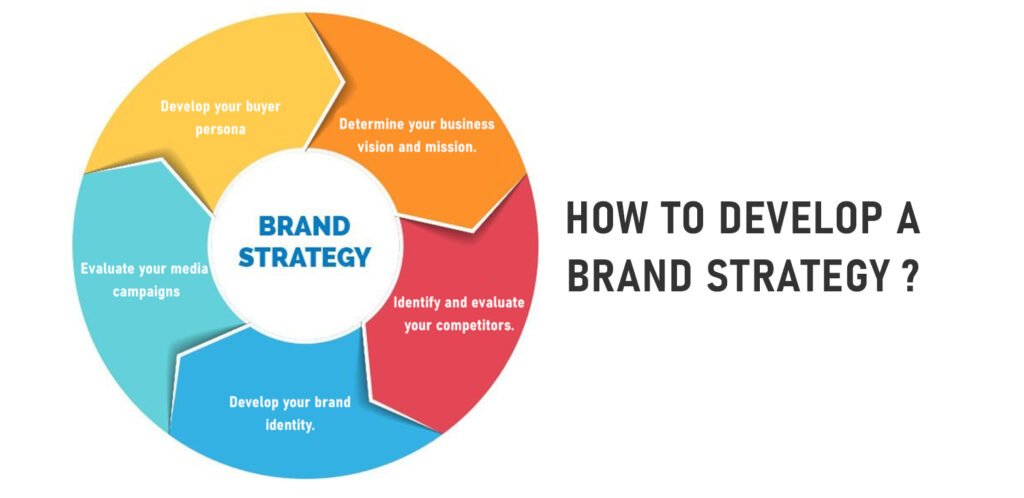 Develop your buyer
persona
Determine your business
vision and mission.
Identify and evaluate
your competitors.
Develop your brand
identity.
Evaluate your media
campaigns
BRAND
STRATEGY
HOW TO DEVELOP A
BRAND STRATEGY ?